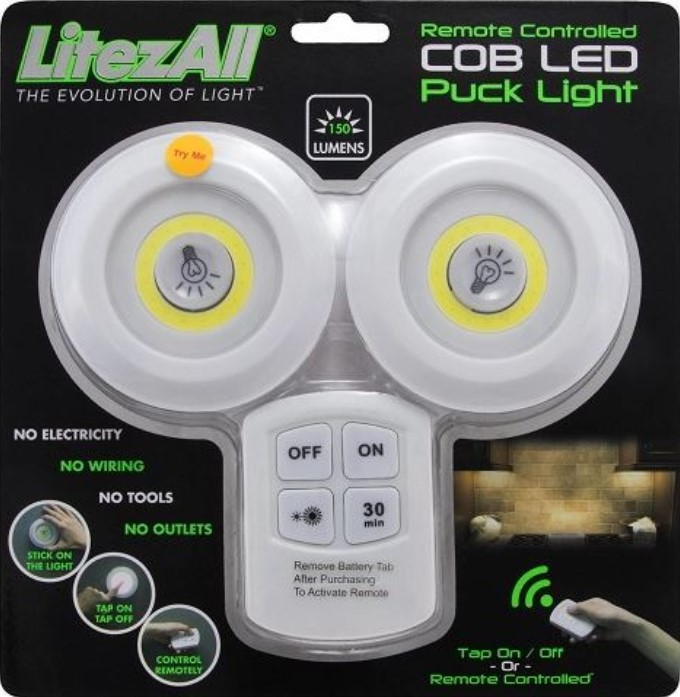 LitezAll®
THE EVOLUTION OF LIGHT™
Remote Controlled
COB LED
Puck Light
150
LUMENS
Try Me
NO ELECTRICITY
NO WIRING
NO TOOLS
NO OUTLETS
STICK ON
THE LIGHT
TAP ON
TAP OFF
CONTROL
REMOTELY
OFF
ON
30
min
Remove Battery Tab
After Purchasing
To Activate Remote
Tap On / Off
- Or -
Remote Controlled